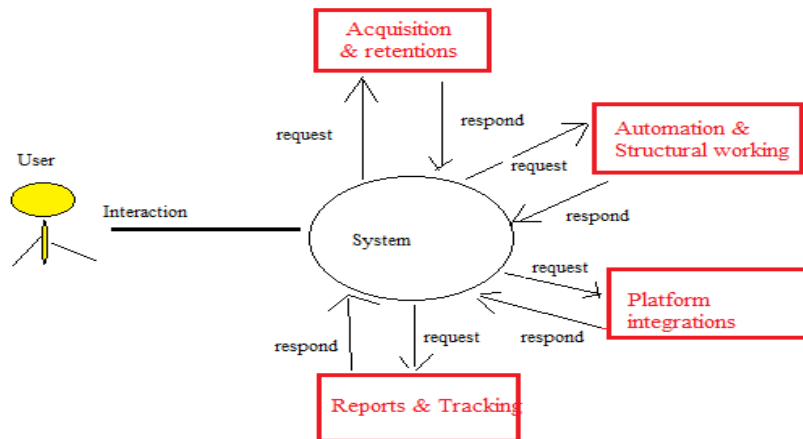 Acquisition
& retentions
request
respond
Automation &
Structural working
User
request
Interaction
respond
System
request
Platform
integrations
respond
respond
request
Reports & Tracking